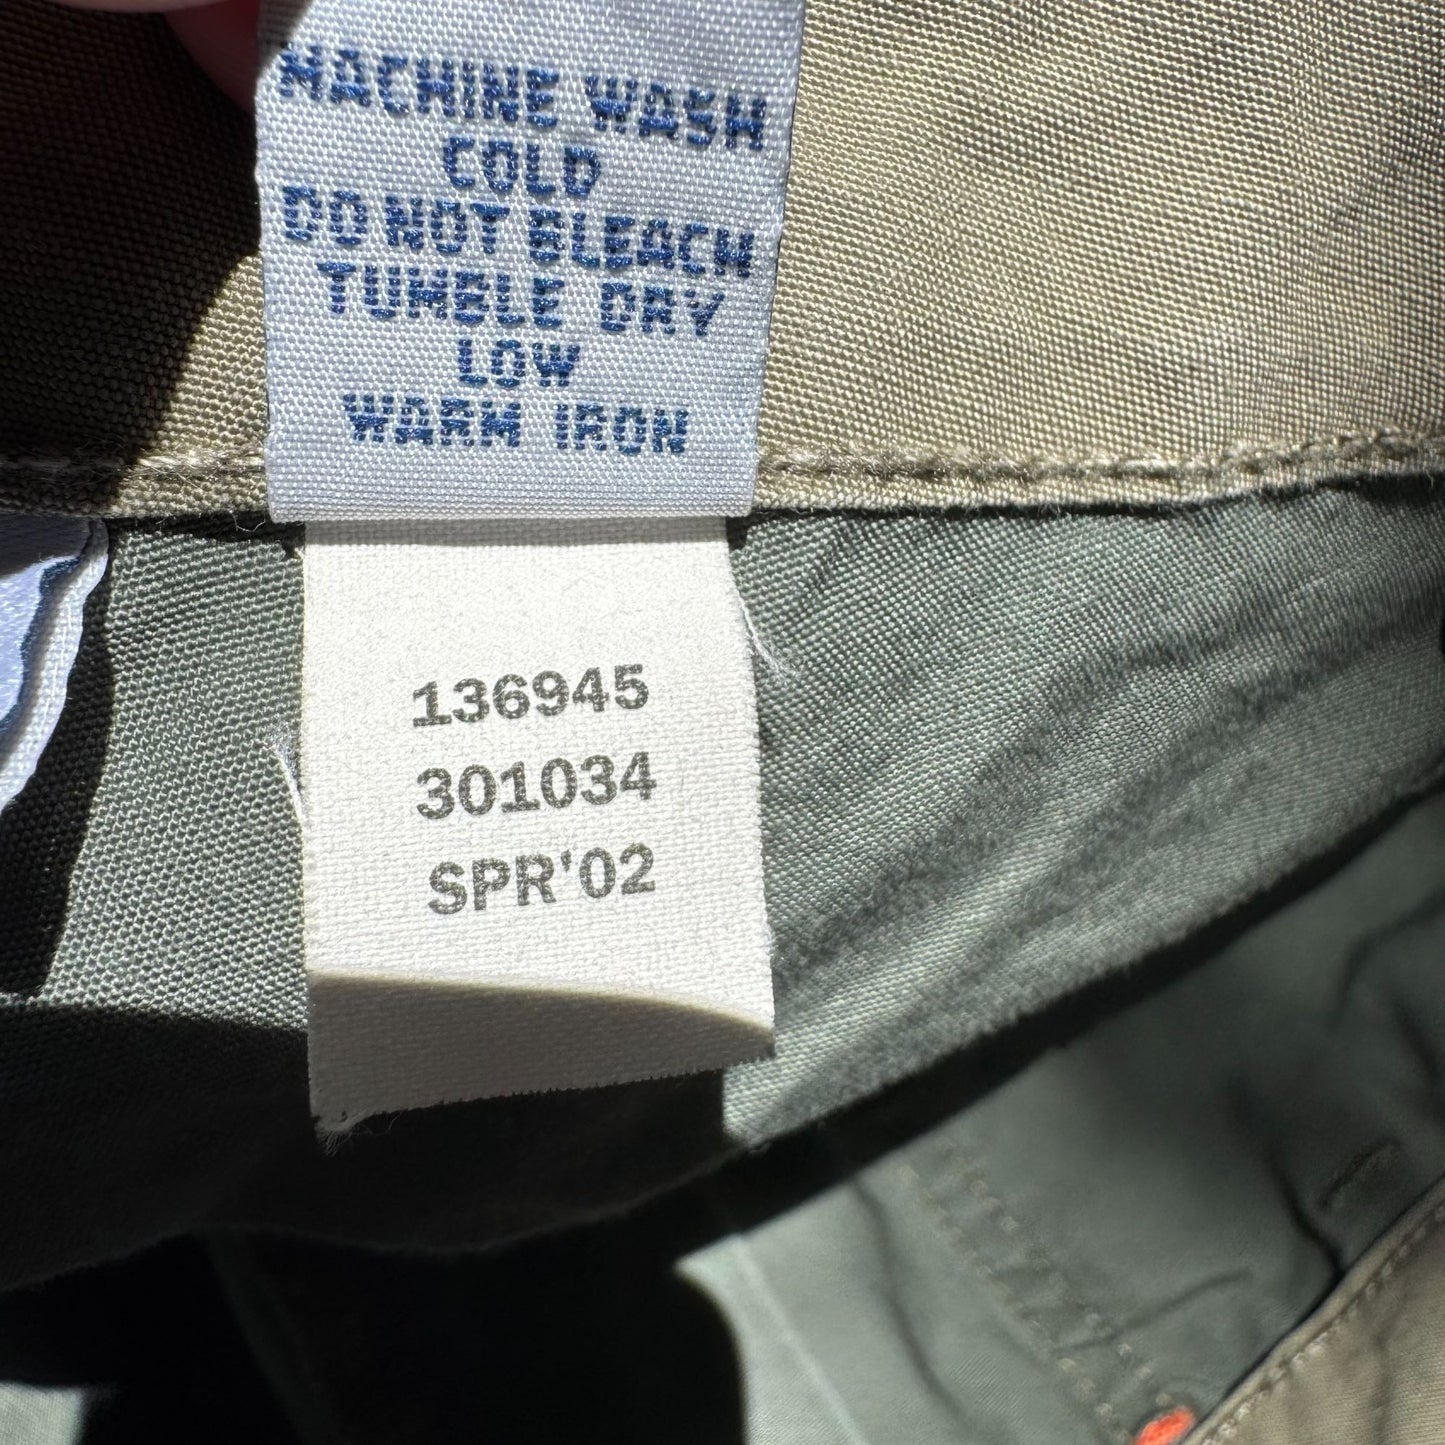 MACHINE WASH
COLD
DO NOT BLEACH
TUMBLE DRY
LOW
WARM IRON
136945
301034
SPR'02